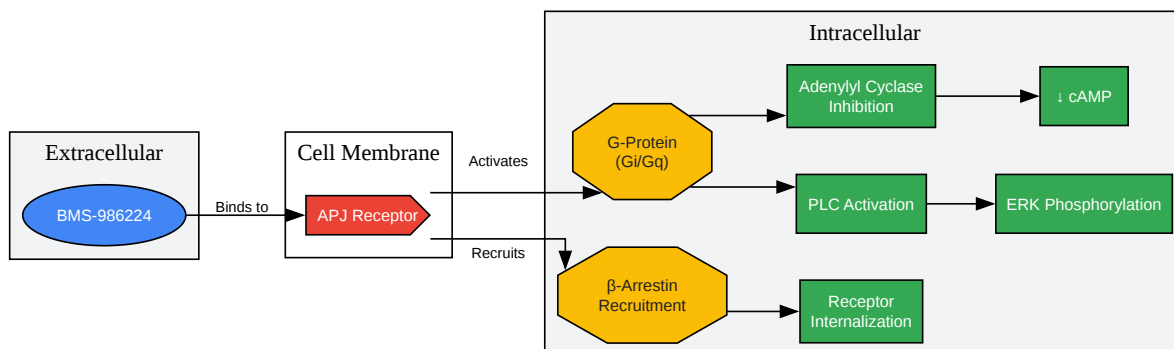 Extracellular
BMS-986224
Binds to
Cell Membrane
APJ Receptor
Activates
Recruits
Intracellular
G-Protein
(Gi/Gq)
Adenylyl Cyclase
Inhibition
↓ cAMP
PLC Activation
ERK Phosphorylation
β-Arrestin
Recruitment
Receptor
Internalization